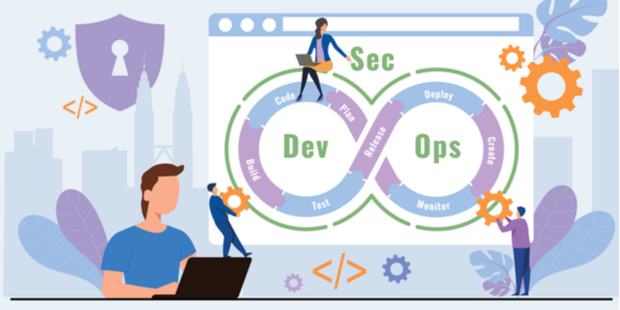 Sec
Dev
Ops
Code
Plan
Build
Test
Release
Deploy
Create
Monitor
</>
</>